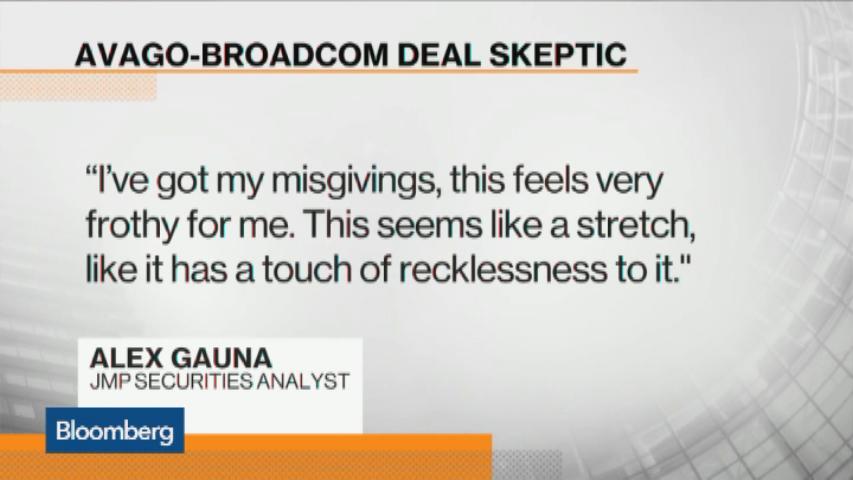 AVAGO-BROADCOM DEAL SKEPTIC
“I’ve got my misgivings, this feels very
frothy for me. This seems like a stretch,
like it has a touch of recklessness to it."
ALEX GAUNA
JMP SECURITIES ANALYST
Bloomberg